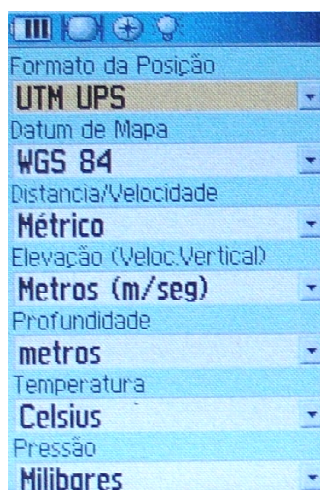 Formato da Posição
UTM UPS
Datum de Mapa
WGS 84
Distancia/Velocidade
Métrico
Elevação (Veloc.Vertical)
Metros (m/seg)
Profundidade
metros
Temperatura
Celsius
Pressão
Milibares